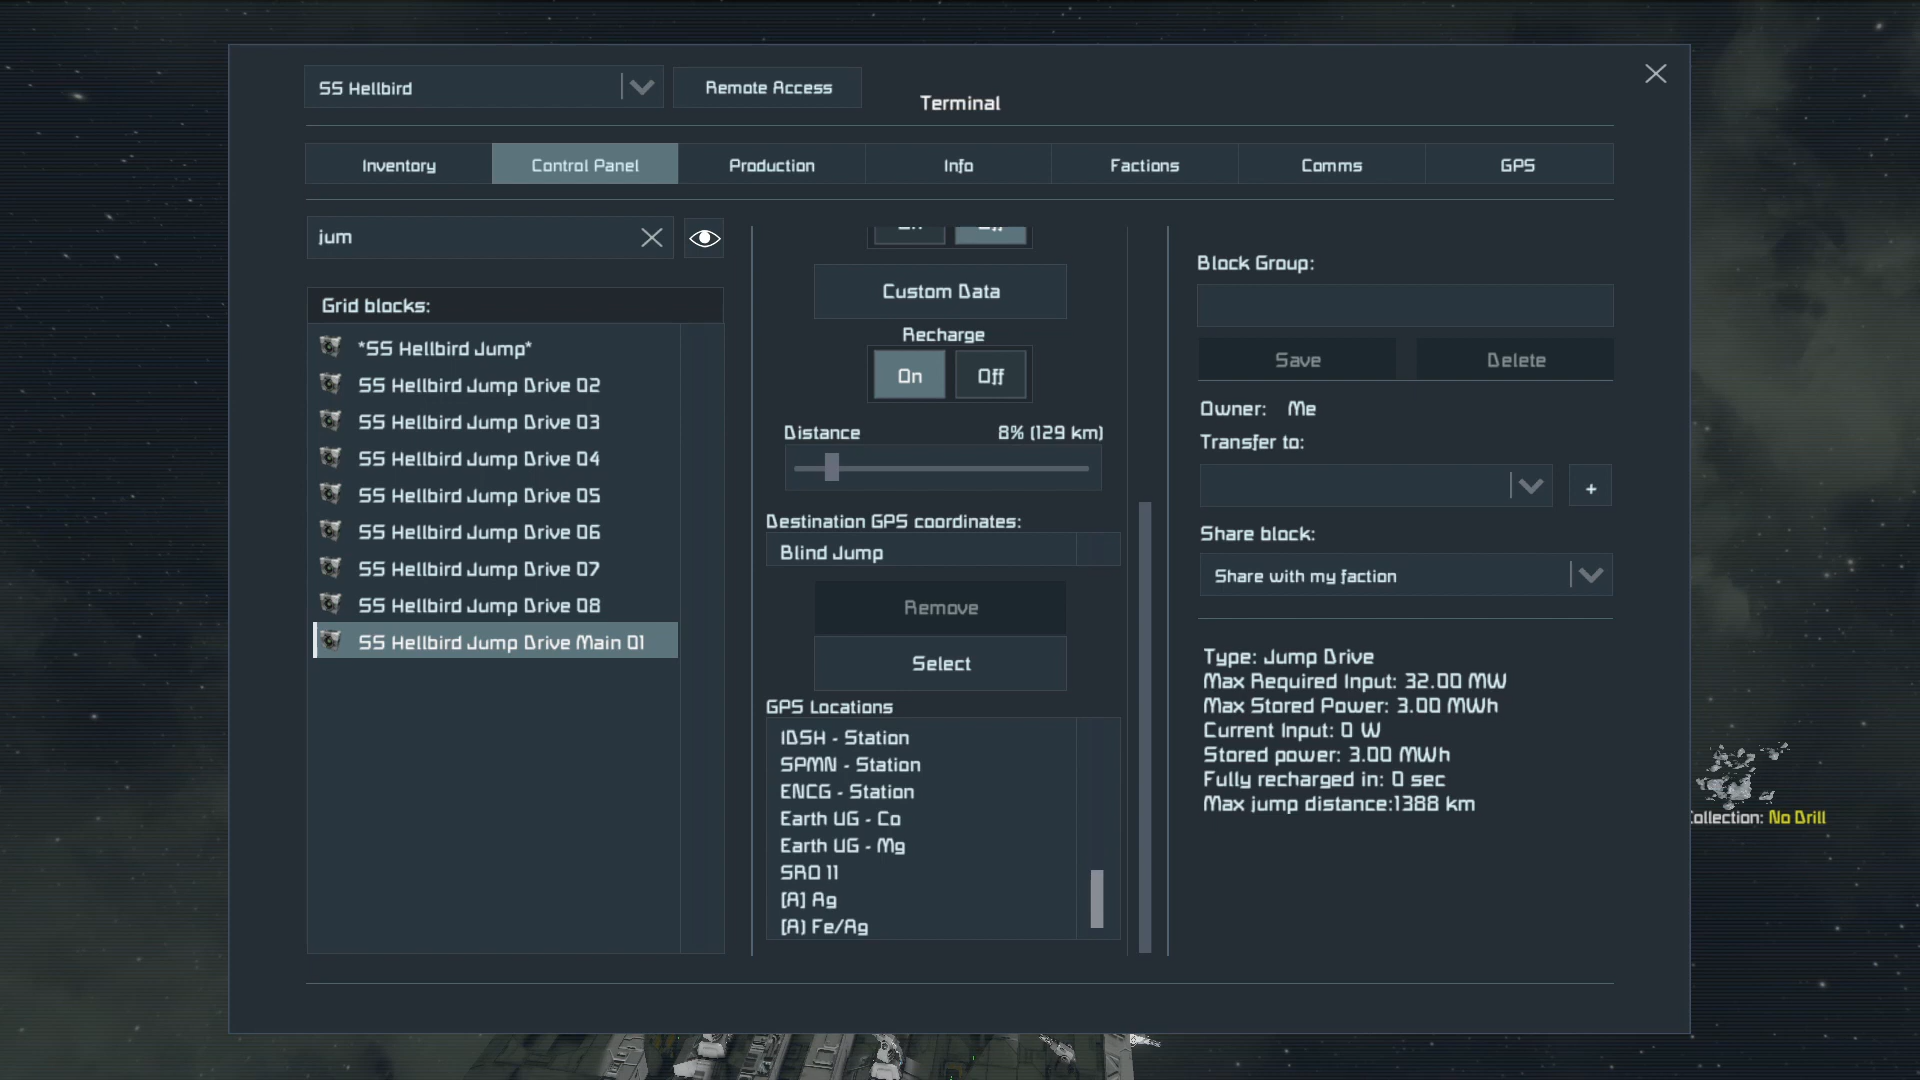 SS Hellbird
Remote Access
Terminal
Inventory
Control Panel
Production
Info
Factions
Comms
GPS
jum
Grid blocks:
*SS Hellbird Jump*
SS Hellbird Jump Drive 02
SS Hellbird Jump Drive 03
SS Hellbird Jump Drive 04
SS Hellbird Jump Drive 05
SS Hellbird Jump Drive 06
SS Hellbird Jump Drive 07
SS Hellbird Jump Drive 08
SS Hellbird Jump Drive Main 01
Custom Data
Recharge
On
Off
Distance
8% (129 km)
Destination GPS coordinates:
Blind Jump
Remove
Select
GPS Locations
IDSH - Station
SPMN - Station
ENCG - Station
Earth UG - Co
Earth UG - Mg
SRO 11
[A] Ag
[A] Fe/Ag
Block Group:
Save
Delete
Owner: Me
Transfer to:
+
Share block:
Share with my faction
Type: Jump Drive
Max Required Input: 32.00 MW
Max Stored Power: 3.00 MWh
Current Input: 0 W
Stored power: 3.00 MWh
Fully recharged in: 0 sec
Max jump distance:1388 km
ollection: No Drill